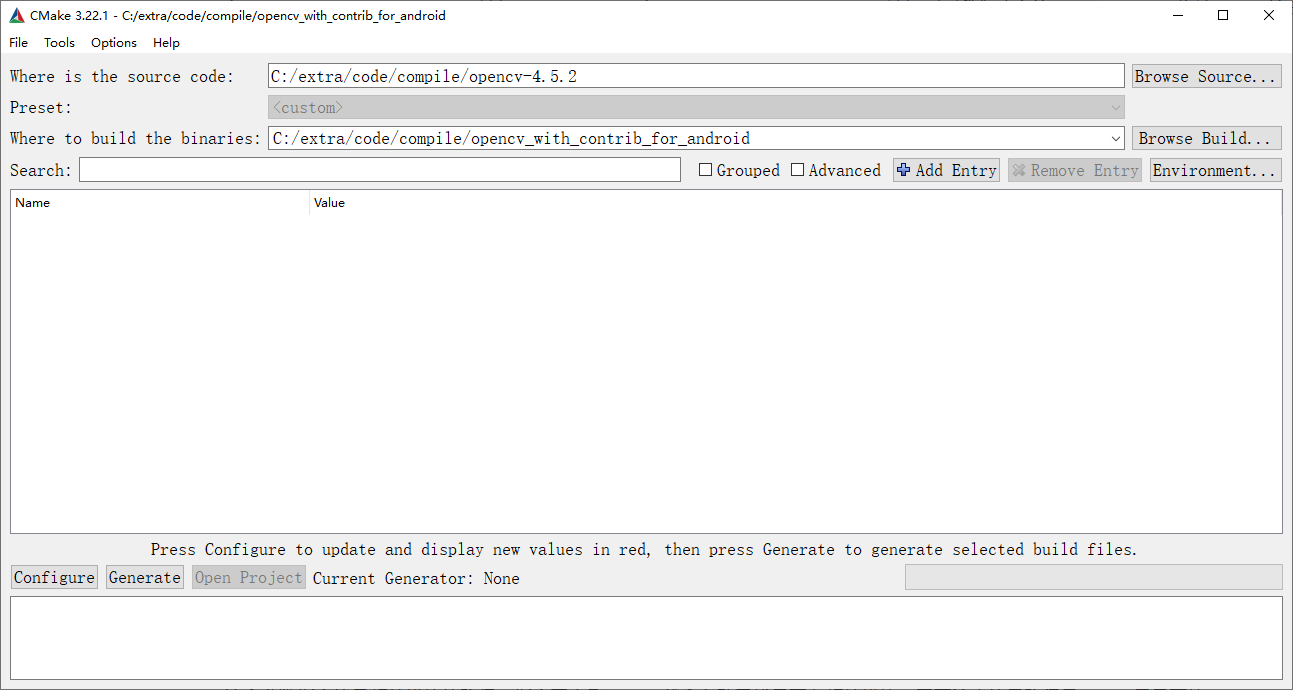 CMake 3.22.1 - C:/extra/code/compile/opencv_with_contrib_for_android
File Tools Options Help
Where is the source code: C:/extra/code/compile/opencv-4.5.2 Browse Source...
Preset: <custom>
Where to build the binaries: C:/extra/code/compile/opencv_with_contrib_for_android Browse Build...
Search: Grouped Advanced Add Entry Remove Entry Environment...
Name Value
Press Configure to update and display new values in red, then press Generate to generate selected build files.
Configure Generate Open Project Current Generator: None